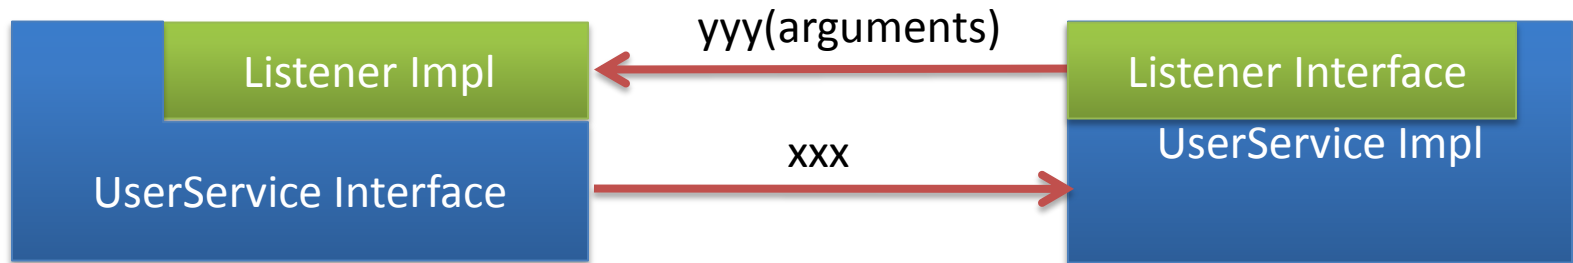 yyy(arguments)
Listener Impl
Listener Interface
UserService Impl
xxx
UserService Interface